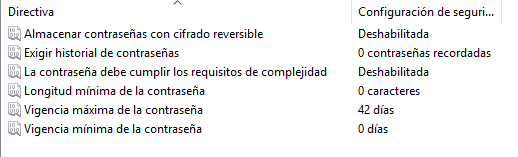 Directiva Configuración de seguri...
Almacenar contraseñas con cifrado reversible Deshabilitada
Exigir historial de contraseñas 0 contraseñas recordadas
La contraseña debe cumplir los requisitos de complejidad Deshabilitada
Longitud mínima de la contraseña 0 caracteres
Vigencia máxima de la contraseña 42 días
Vigencia mínima de la contraseña 0 días